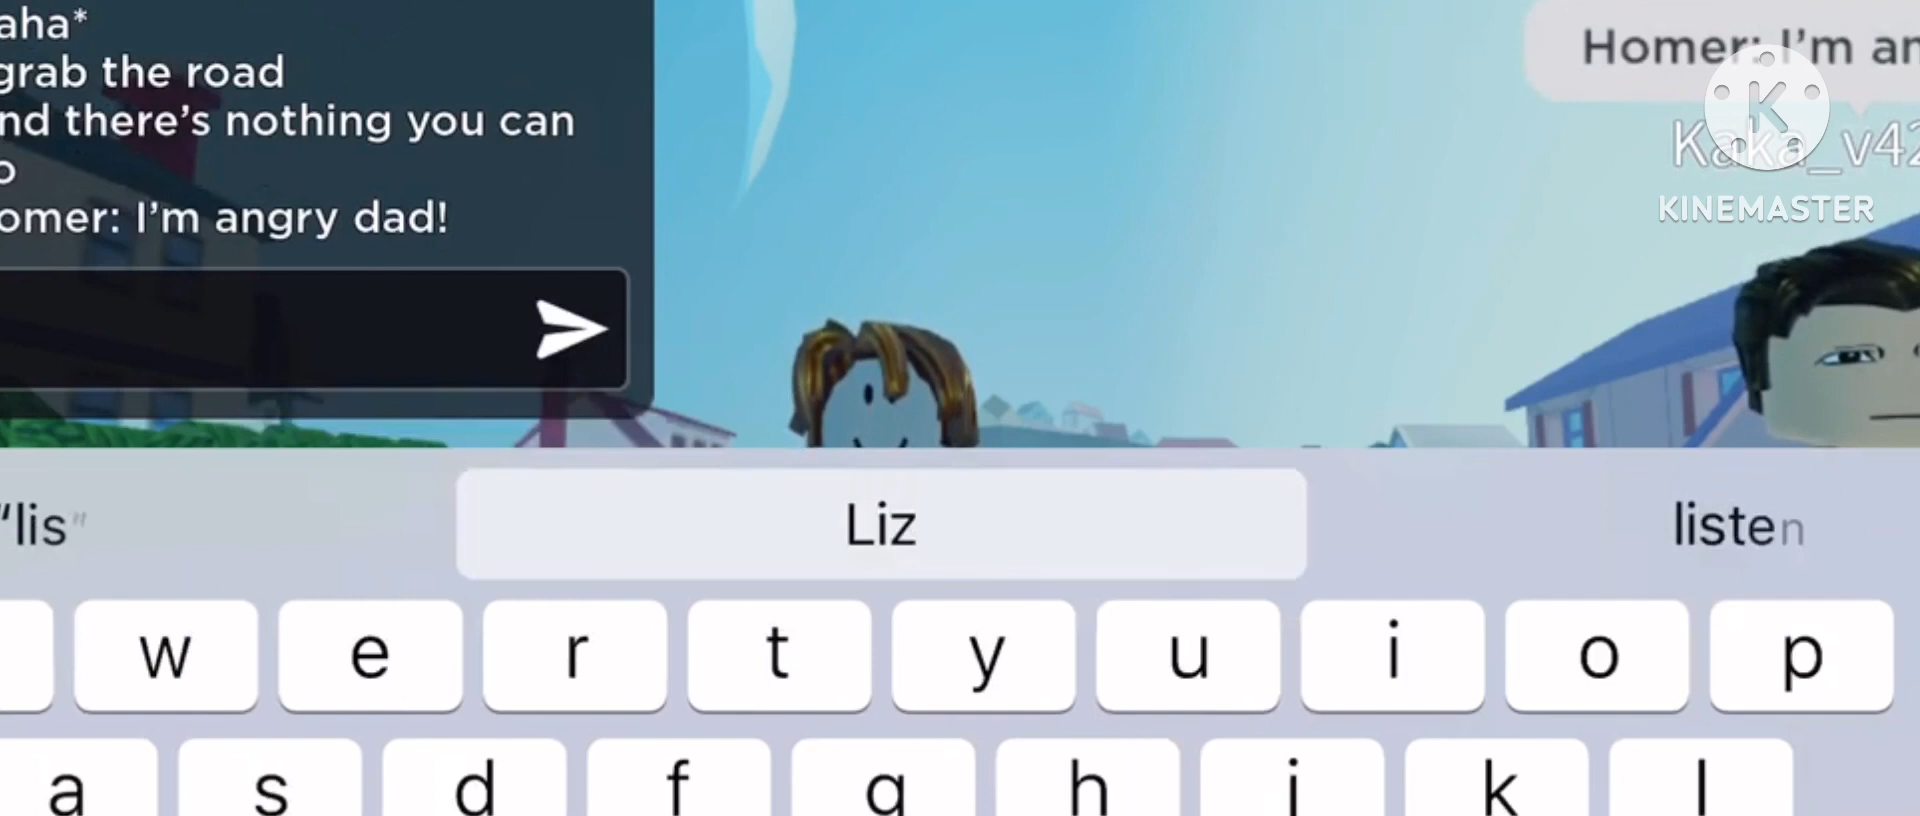 aha*
grab the road
nd there's nothing you can
o
omer: I'm angry dad!
Homer: I'm an
Kaka_v42
K
KINEMASTER
"lis"
Liz
listen
w e r t y u i o p
a s d f g h j k l